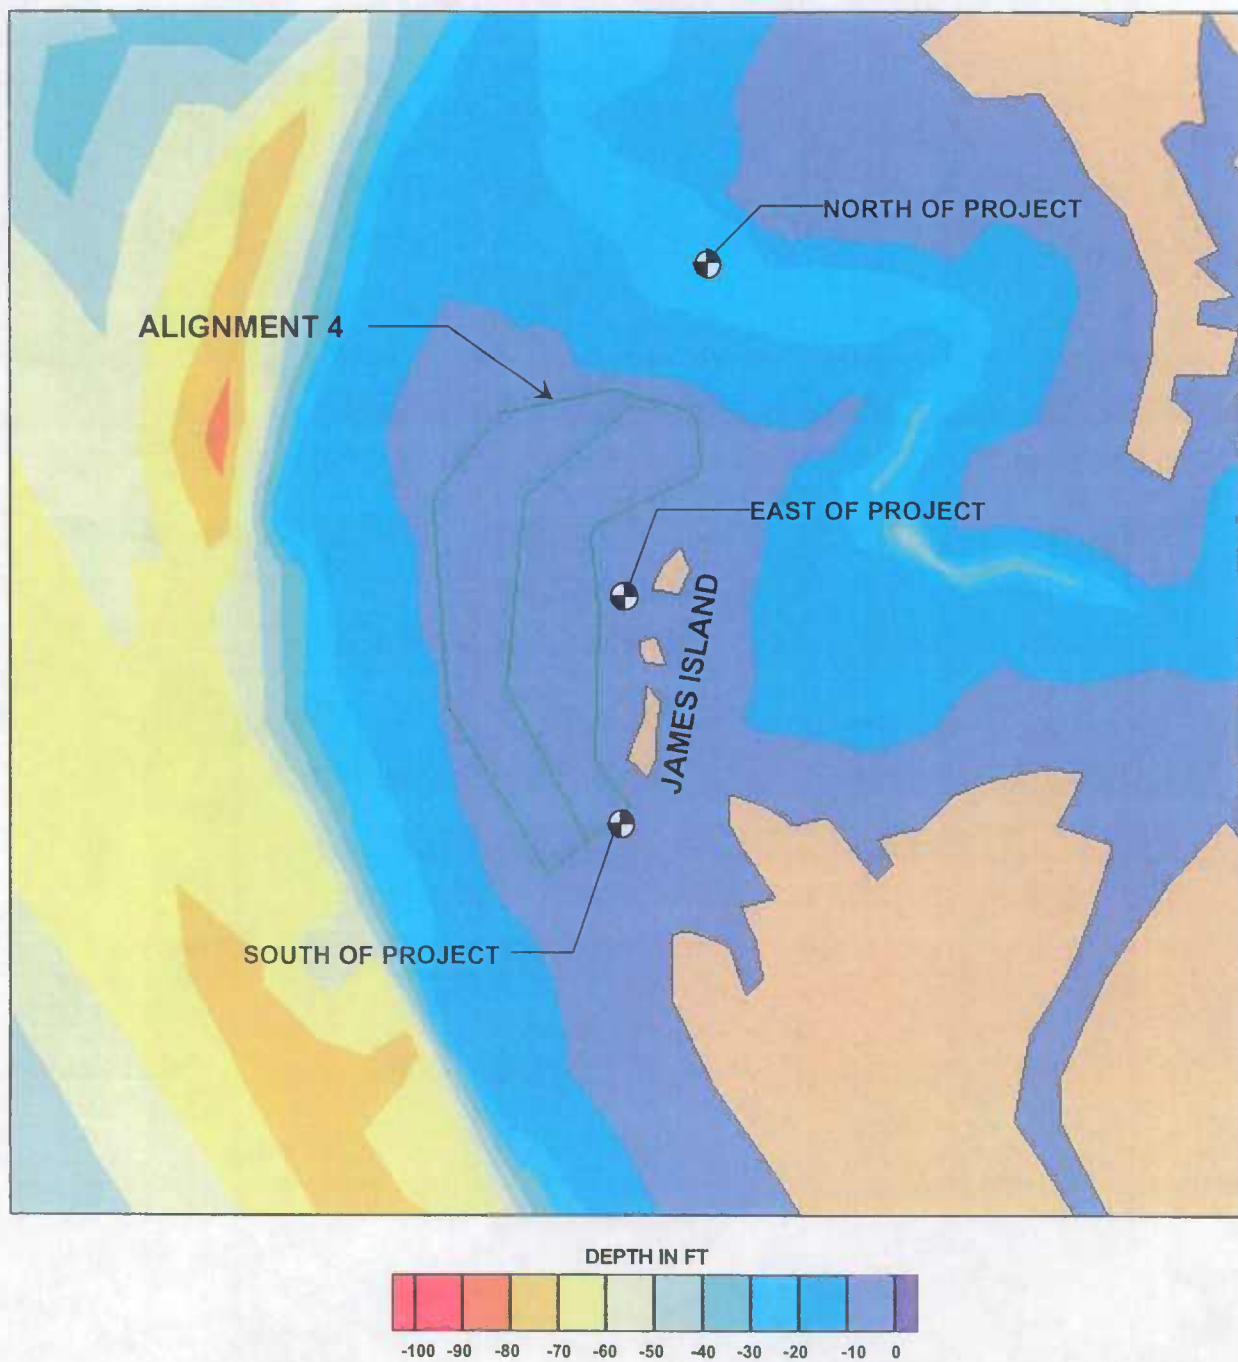 NORTH OF PROJECT
ALIGNMENT 4
EAST OF PROJECT
JAMES ISLAND
SOUTH OF PROJECT
DEPTH IN FT
-100 -90 -80 -70 -60 -50 -40 -30 -20 -10 0